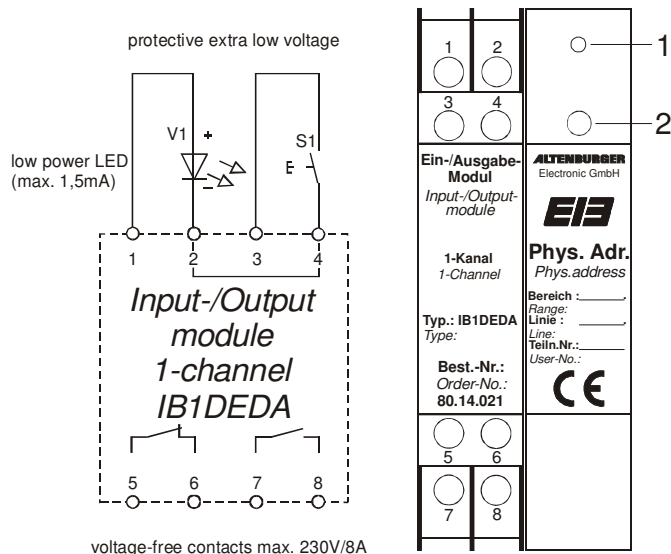 protective extra low voltage
V1
+
S1
E
low power LED
(max. 1,5mA)
–
1 2 3 4
Input-/Output
module
1-channel
IB1DEDA
5 6 7 8
voltage-free contacts max. 230V/8A
1 2
3 4
Ein-/Ausgabe-
Modul
Input-/Output-
module
1-Kanal
1-Channel
Typ.: IB1DEDA
Type:
Best.-Nr.:
Order-No.:
80.14.021
5 6
7 8
1
2
ALTENBURGER
Electronic GmbH
EIB
Phys. Adr.
Phys.address
Bereich :______.
Range:
Linie : ______.
Line:
Teiln.Nr.:______
User-No.:
CE